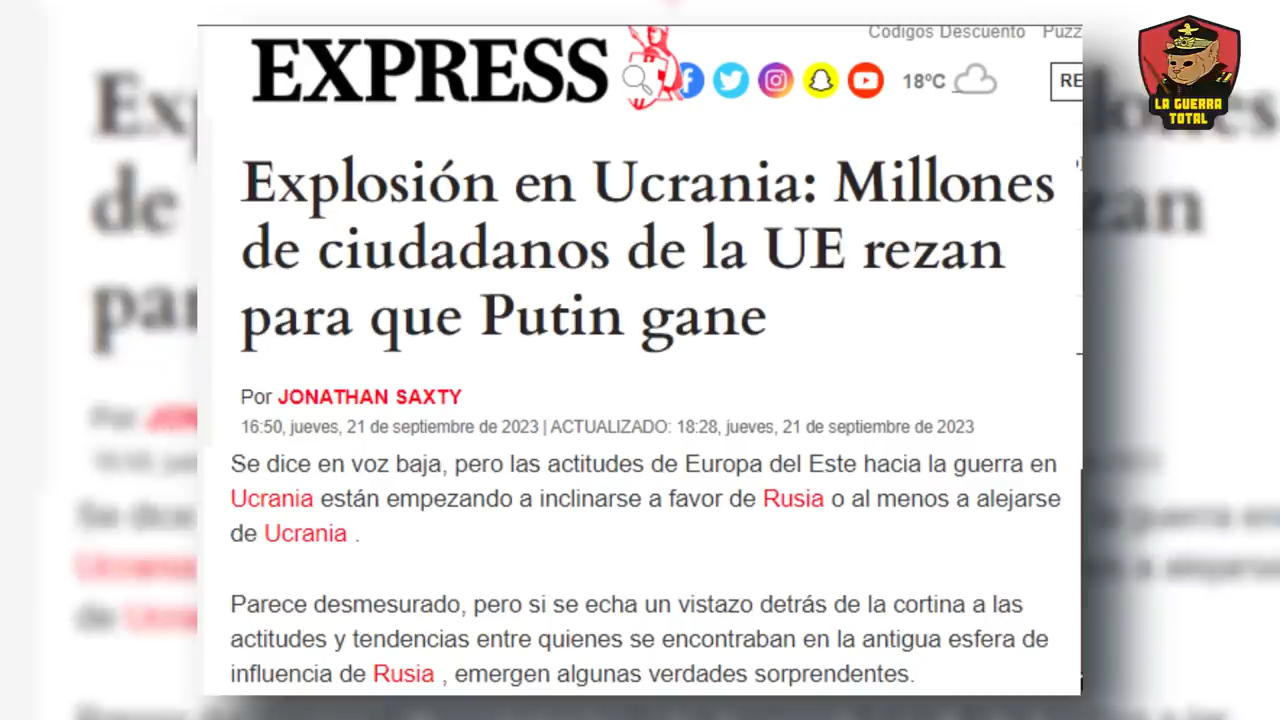 Codigos Descuento Puzz
EXPRESS
18ºC
RE
LA GUERRA
TOTAL
Explosión en Ucrania: Millones
de ciudadanos de la UE rezan
para que Putin gane
Por JONATHAN SAXTY
16:50, jueves, 21 de septiembre de 2023 | ACTUALIZADO: 18:28, jueves, 21 de septiembre de 2023
Se dice en voz baja, pero las actitudes de Europa del Este hacia la guerra en
Ucrania están empezando a inclinarse a favor de Rusia o al menos a alejarse
de Ucrania .
Parece desmesurado, pero si se echa un vistazo detrás de la cortina a las
actitudes y tendencias entre quienes se encontraban en la antigua esfera de
influencia de Rusia , emergen algunas verdades sorprendentes.